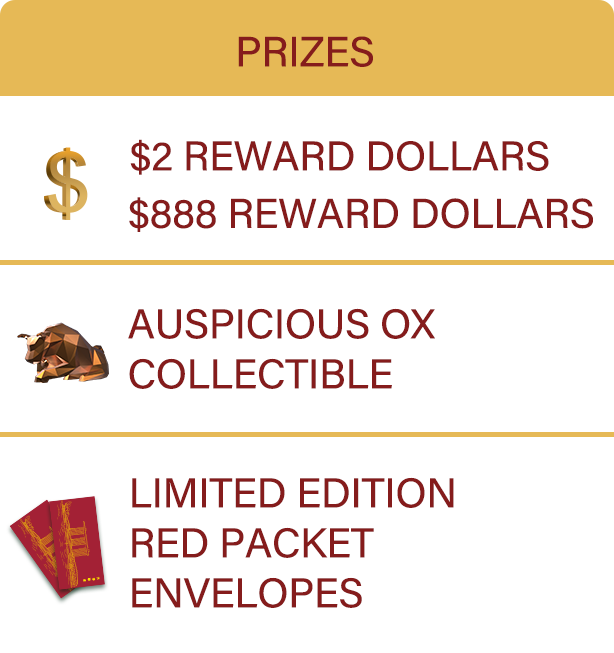 PRIZES
$2 REWARD DOLLARS
$888 REWARD DOLLARS
AUSPICIOUS OX
COLLECTIBLE
LIMITED EDITION
RED PACKET
ENVELOPES